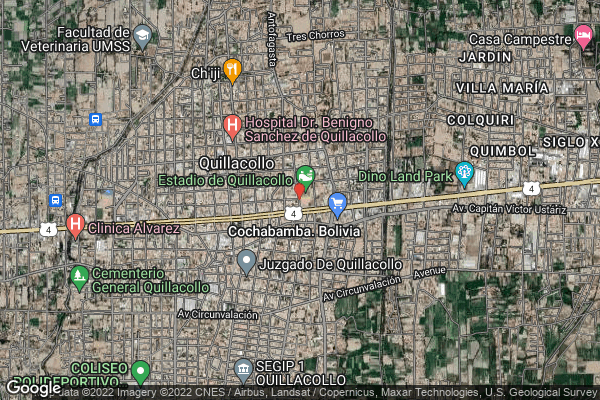 Antofagasta
Tres Chorros
Facultad de
Veterinaria UMSS
Casa Campestre
JARDIN
Ch'iji
VILLA MARÍA
COLQUIRI
Hospital Dr. Benigno
Sanchez de Quillacollo
SIGLO X
QUIMBOL
Quillacollo
Estadio de Quillacollo
Dino Land Park
4
4
Av. Capitán Víctor Ustáriz
4
Clinica Alvarez
Cochabamba. Bolivia
Juzgado De Quillacollo
Cementerio
General Quillacollo
Avenue
Av Circunvalación
Av Circunvalación
COLISEO
POLIDEPORTIVO
SEGIP 1
QUILLACOLLO
Google
data ©2022 Imagery ©2022 CNES / Airbus, Landsat / Copernicus, Maxar Technologies, U.S. Geological Survey